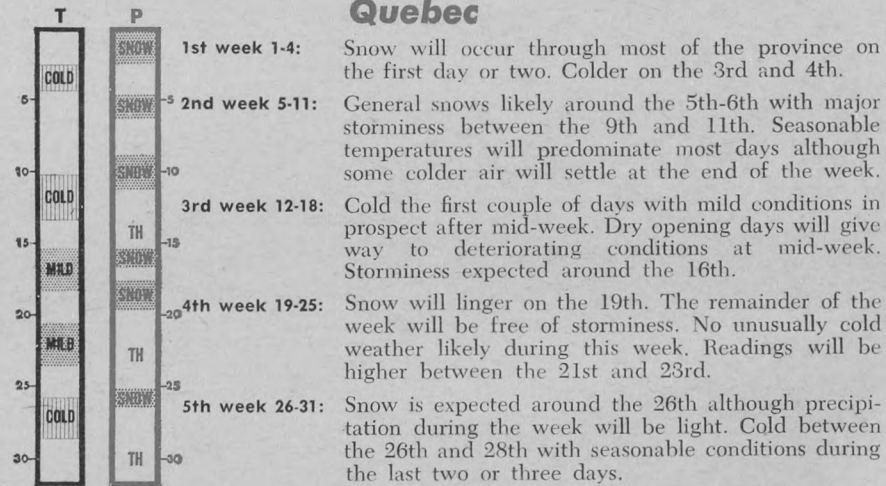 Quebec
T
P
1st week 1-4: Snow will occur through most of the province on
the first day or two. Colder on the 3rd and 4th.
2nd week 5-11: General snows likely around the 5th-6th with major
storminess between the 9th and 11th. Seasonable
temperatures will predominate most days although
some colder air will settle at the end of the week.
3rd week 12-18: Cold the first couple of days with mild conditions in
prospect after mid-week. Dry opening days will give
way to deteriorating conditions at mid-week.
Storminess expected around the 16th.
4th week 19-25: Snow will linger on the 19th. The remainder of the
week will be free of storminess. No unusually cold
weather likely during this week. Readings will be
higher between the 21st and 23rd.
5th week 26-31: Snow is expected around the 26th although precipi-
tation during the week will be light. Cold between
the 26th and 28th with seasonable conditions during
the last two or three days.
COLD
5-
10-
COLD
15-
MILD
20-
MILD
25-
COLD
30-
SNOW
SNOW
-5
SNOW
-10
TH
-15
SNOW
SNOW
-20
TH
-25
SNOW
TH
-30